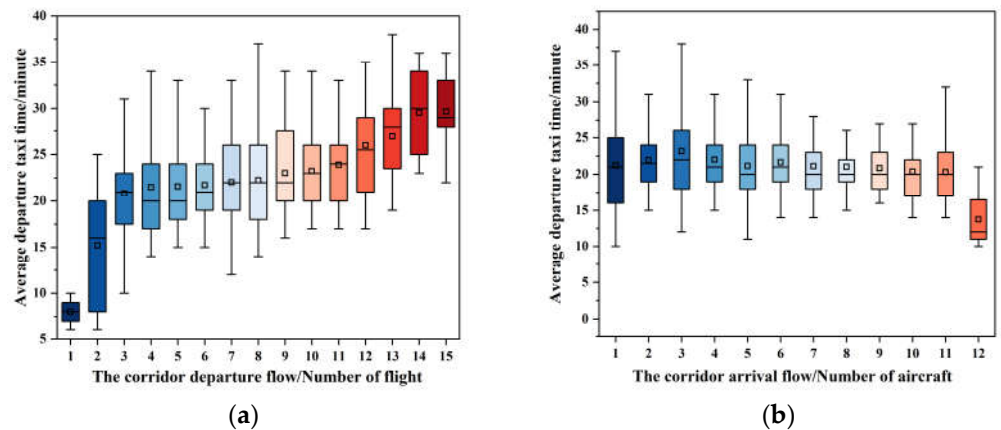 40
35
30
25
20
15
10
5
Average departure taxi time/minute
1 2 3 4 5 6 7 8 9 10 11 12 13 14 15
The corridor departure flow/Number of flight
(a)
40
35
30
25
20
15
10
5
0
Average departure taxi time/minute
1 2 3 4 5 6 7 8 9 10 11 12
The corridor arrival flow/Number of aircraft
(b)